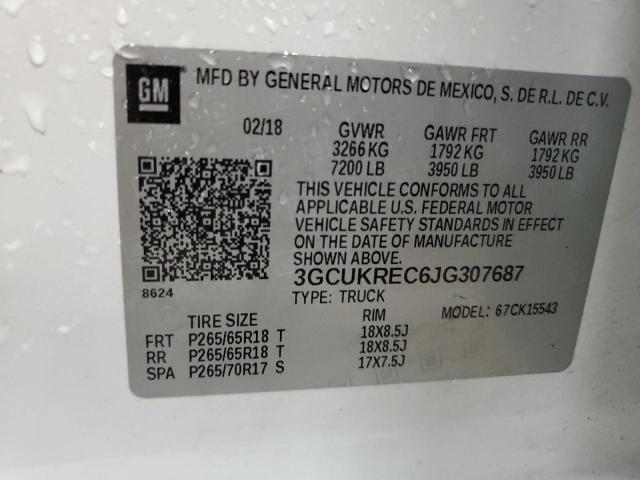 GM
MFD BY GENERAL MOTORS DE MEXICO, S. DE R.L. DE C.V.
02/18 GVWR GAWR FRT GAWR RR
3266 KG 1792 KG 1792 KG
7200 LB 3950 LB 3950 LB
THIS VEHICLE CONFORMS TO ALL
APPLICABLE U.S. FEDERAL MOTOR
VEHICLE SAFETY STANDARDS IN EFFECT
ON THE DATE OF MANUFACTURE
SHOWN ABOVE.
3GCUKREC6JG307687
8624
TYPE: TRUCK MODEL: 67CK15543
TIRE SIZE RIM
FRT P265/65R18 T 18X8.5J
RR P265/65R18 T 18X8.5J
SPA P265/70R17 S 17X7.5J